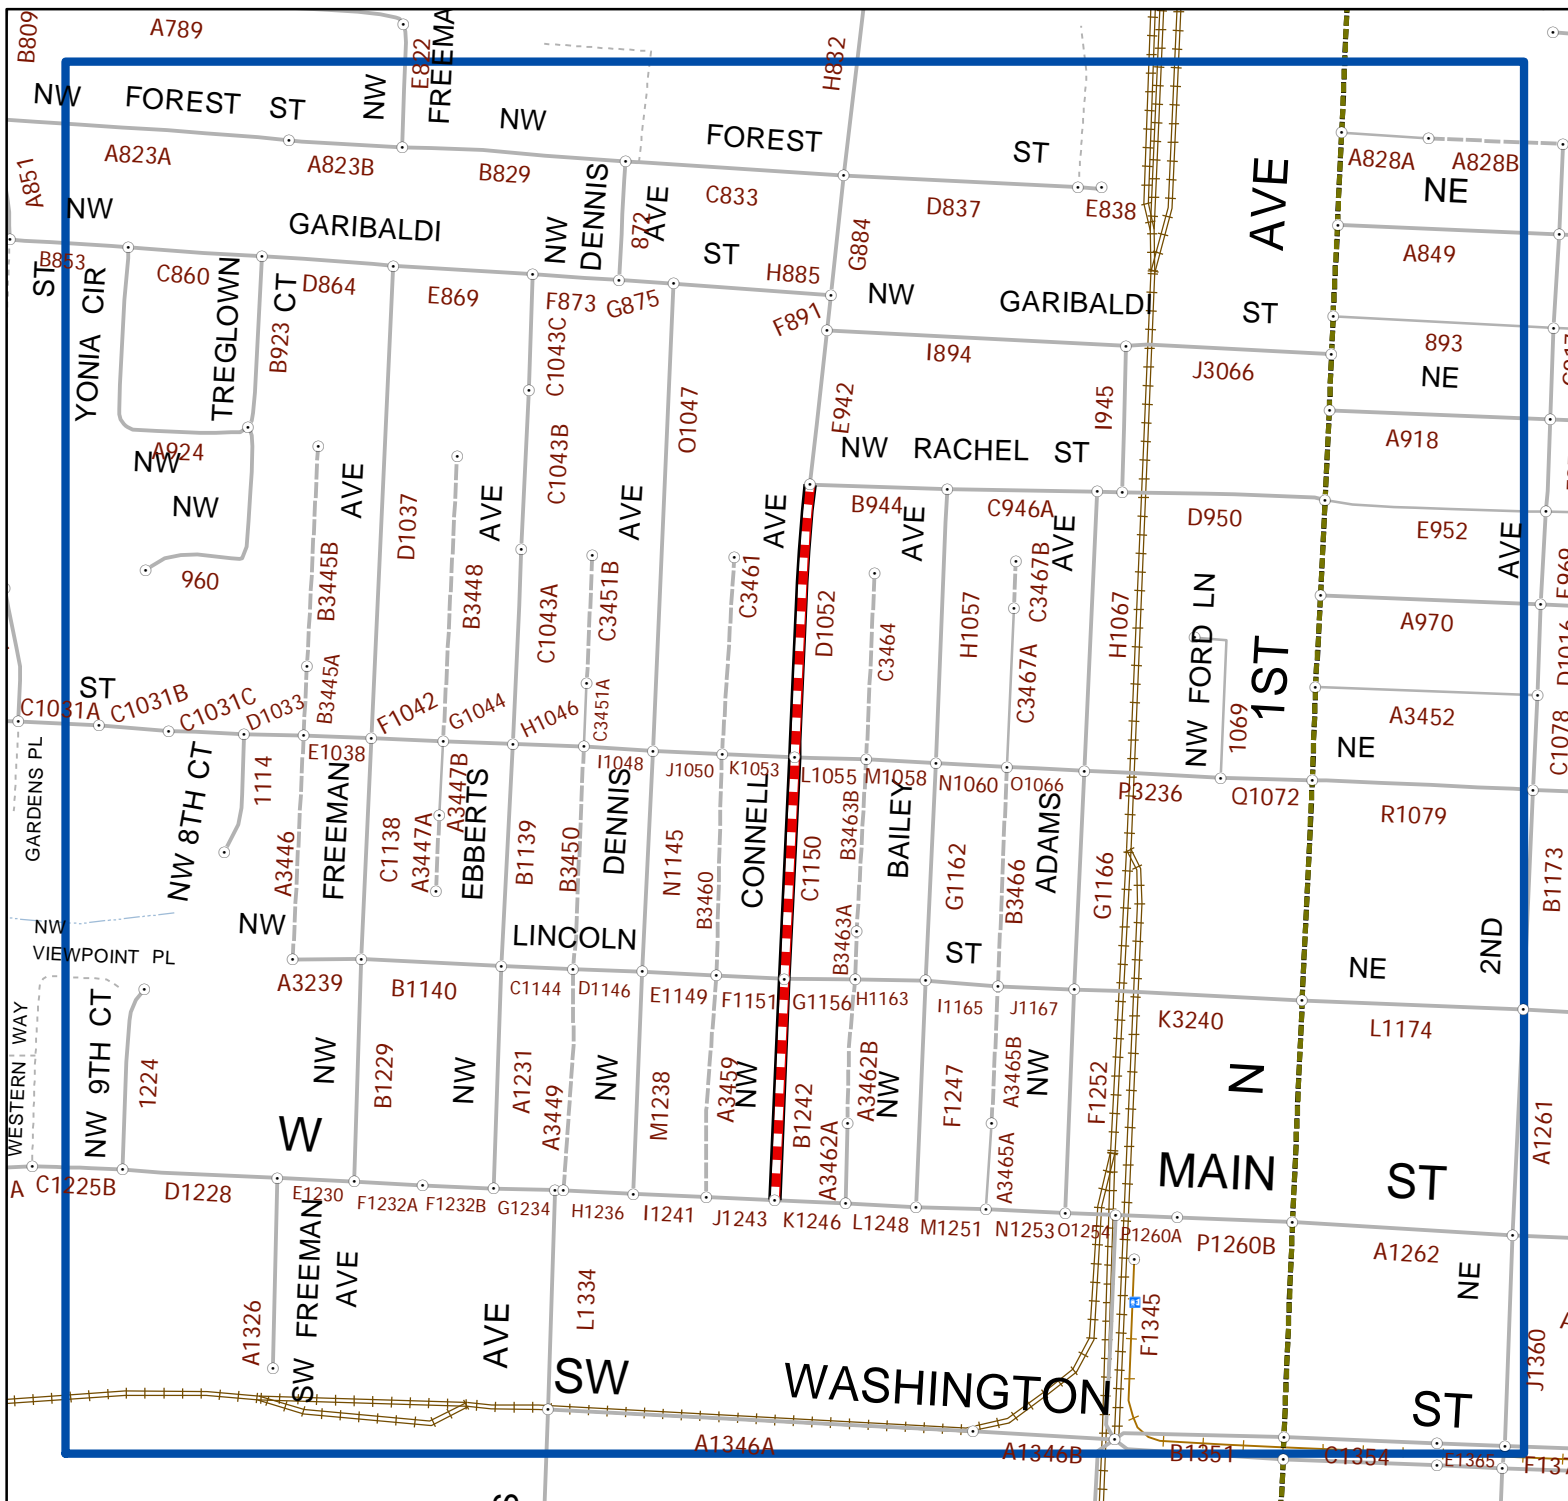 B809
A789
E822
NW FREEMA
H832
NW FOREST ST
NW FOREST ST
A851
A823A
A823B
B829
C833
D837
E838
A828A
A828B
NE
AVE
NW GARIBALDI ST
NW DENNIS AVE
872
G884
A849
B853
ST
C860
D864
E869
F873
G875
H885
F891
NW GARIBALDI ST
893
NE
YONIA CIR
TREGLOWN CT
B923
C1043C
O1047
E942
I894
I945
J3066
A918
A924
NW
NW
960
AVE
D1037
AVE
C1043B
AVE
AVE
NW RACHEL ST
B944
AVE
C946A
AVE
D950
E952
AVE
B3445B
B3448
C1043A
C3451B
C3461
D1052
C3464
H1057
C3467B
C3467A
H1067
NW FORD LN
1069
1ST
A970
D1016
A3452
C1078
NE
ST
C1031A
C1031B
C1031C
D1033
B3445A
E1038
F1042
G1044
H1046
C3451A
I1048
J1050
K1053
L1055
M1058
N1060
O1066
P3236
Q1072
R1079
GARDENS PL
NW 8TH CT
1114
A3446
FREEMAN
C1138
A3447A
A3447B
EBBERTS
B1139
B3450
DENNIS
N1145
B3460
CONNELL
C1150
B3463B
B3463A
BAILEY
G1162
B3466
ADAMS
G1166
B1173
NW
VIEWPOINT PL
NW LINCOLN ST
NE
2ND
A3239
B1140
C1144
D1146
E1149
F1151
G1156
H1163
I1165
J1167
K3240
L1174
WESTERN WAY
NW 9TH CT
1224
NW
B1229
NW
A1231
A3449
NW
M1238
A3459
NW
B1242
A3462A
A3462B
NW
F1247
A3465B
A3465A
NW
F1252
N
A1261
W MAIN ST
A
C1225B
D1228
E1230
F1232A
F1232B
G1234
H1236
I1241
J1243
K1246
L1248
M1251
N1253
O1254
P1260A
P1260B
A1262
NE
A1326
SW FREEMAN AVE
AVE
L1334
F1345
J1360
SW WASHINGTON ST
A1346A
A1346B
B1351
C1354
E1365